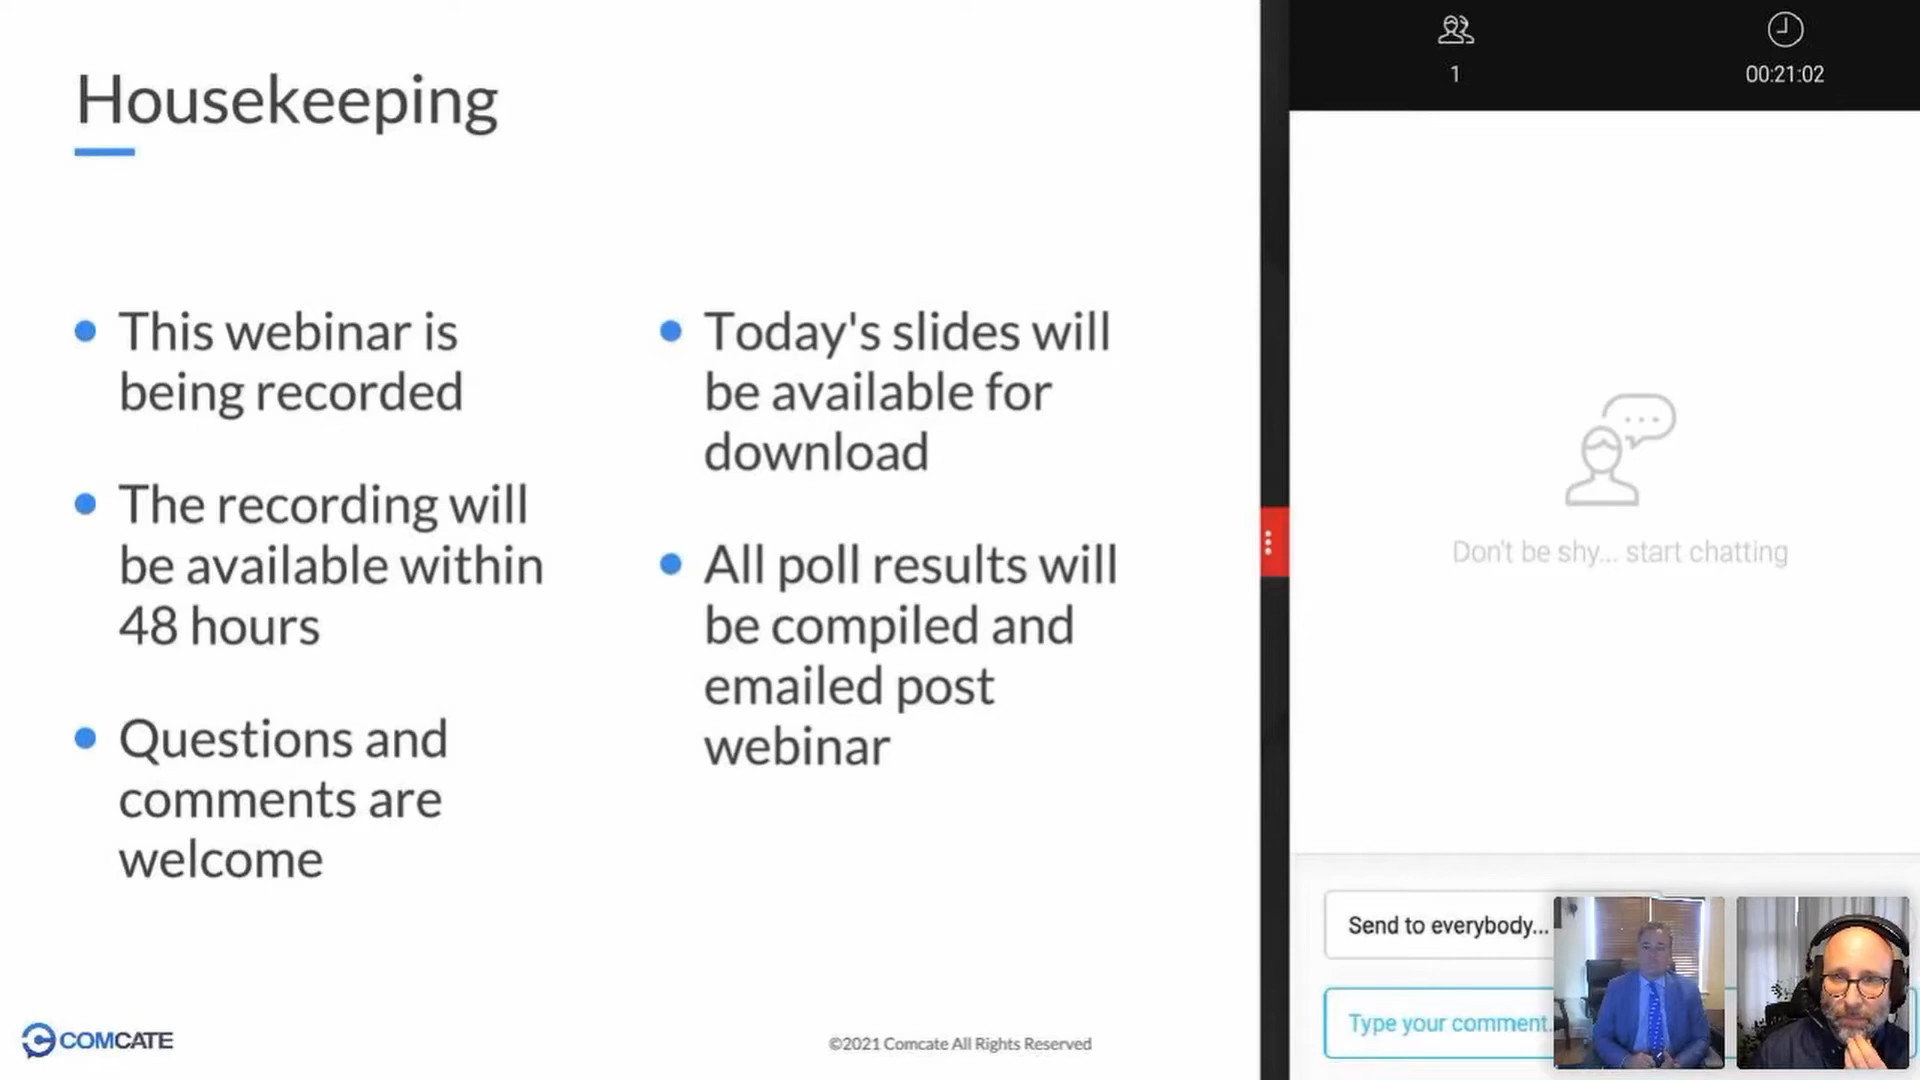 Housekeeping
This webinar is
being recorded
The recording will
be available within
48 hours
Questions and
comments are
welcome
Today's slides will
be available for
download
All poll results will
be compiled and
emailed post
webinar
COMCATE
©2021 Comcate All Rights Reserved
1
00:21:02
Don't be shy... start chatting
Send to everybody...
Type your comment.